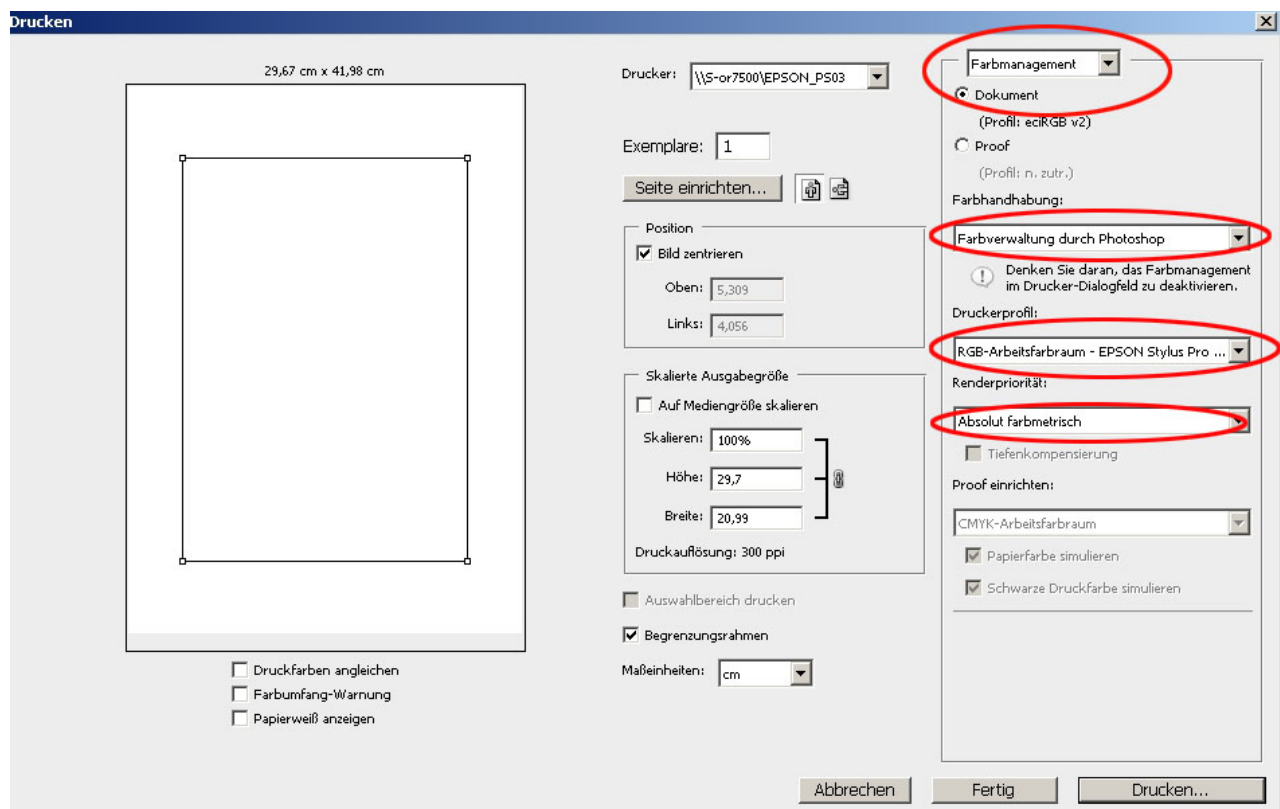 Drucken
29,67 cm x 41,98 cm
Druckfarben angleichen
Farbumfang-Warnung
Papierweiß anzeigen
Drucker: \\S-or7500\EPSON_PS03
Exemplare: 1
Seite einrichten...
Position
Bild zentrieren
Oben: 5,309
Links: 4,056
Skalierte Ausgabegröße
Auf Mediengröße skalieren
Skalieren: 100%
Höhe: 29,7
Breite: 20,99
Druckauflösung: 300 ppi
Auswahlbereich drucken
Begrenzungsrahmen
Maßeinheiten: cm
Farbmanagement
Dokument
(Profil: eciRGB v2)
Proof
(Profil: n. zutr.)
Farbhandhabung:
Farbverwaltung durch Photoshop
Denken Sie daran, das Farbmanagement
im Drucker-Dialogfeld zu deaktivieren.
Druckerprofil:
RGB-Arbeitsfarbraum - EPSON Stylus Pro ...
Renderpriorität:
Absolut farbmetrisch
Tiefenkompensierung
Proof einrichten:
CMYK-Arbeitsfarbraum
Papierfarbe simulieren
Schwarze Druckfarbe simulieren
Abbrechen
Fertig
Drucken...